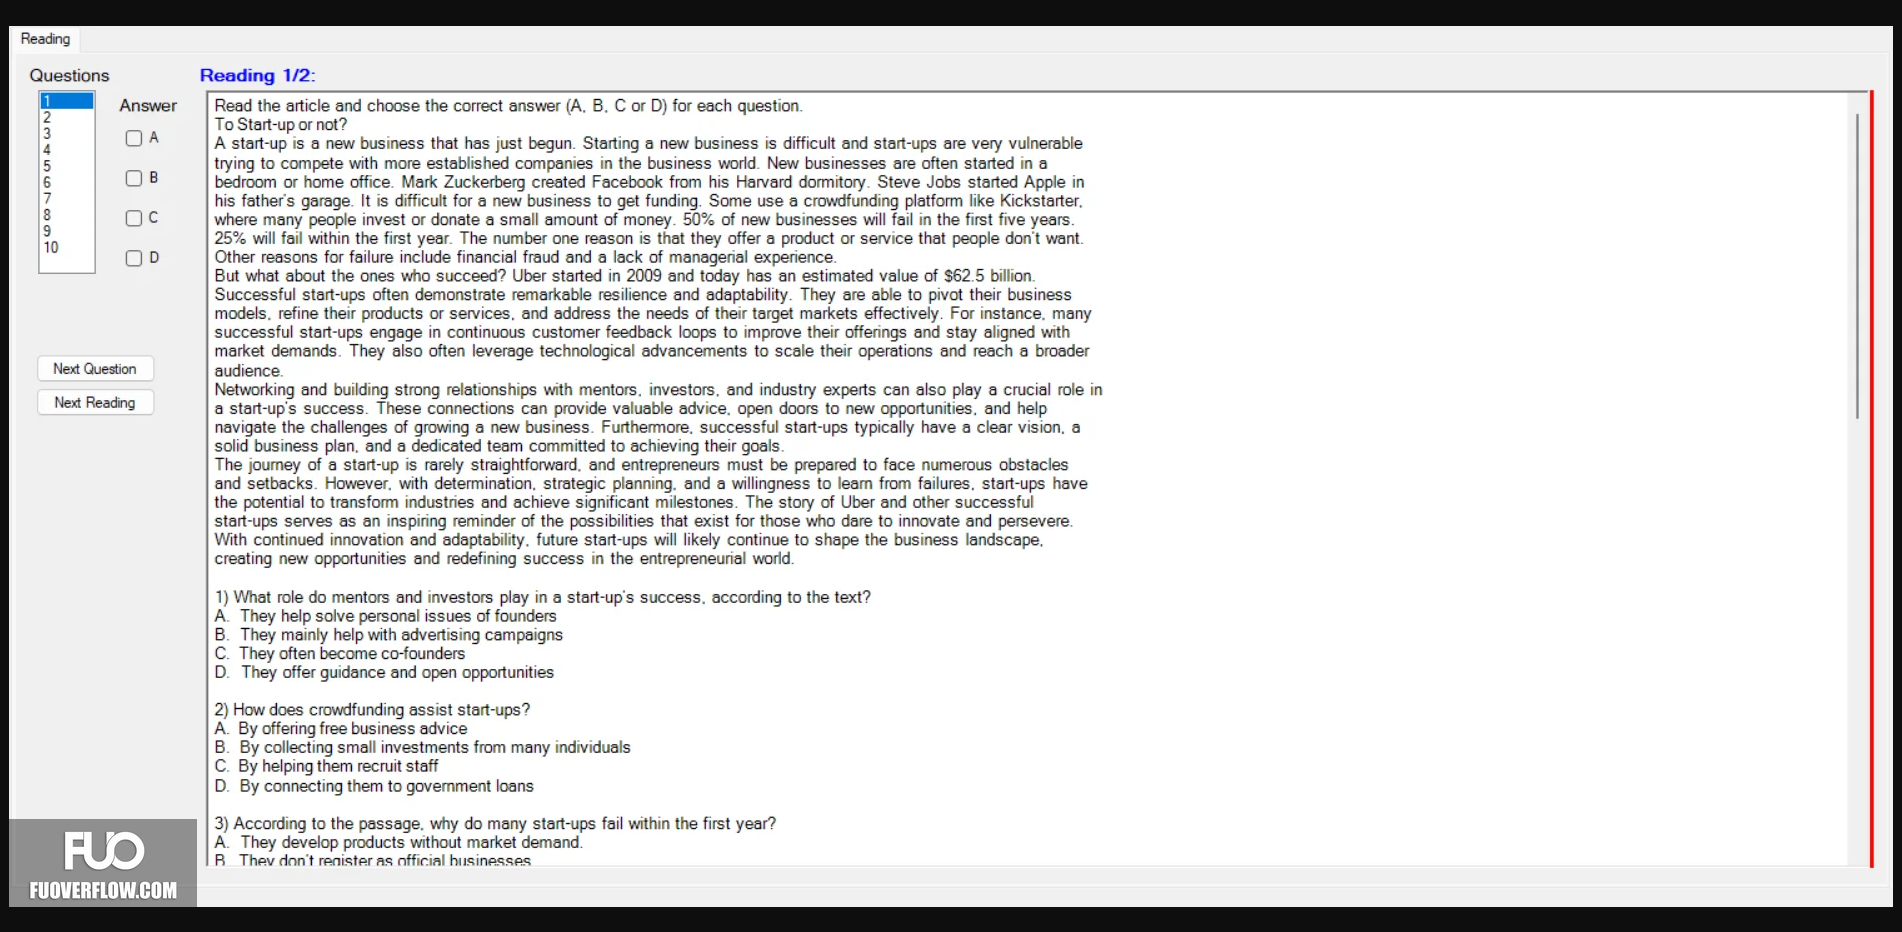 Reading
Questions
Reading 1/2:
1
2
3
4
5
6
7
8
9
10
Answer
A
B
C
D
Next Question
Next Reading
Read the article and choose the correct answer (A, B, C or D) for each question.
To Start-up or not?
A start-up is a new business that has just begun. Starting a new business is difficult and start-ups are very vulnerable
trying to compete with more established companies in the business world. New businesses are often started in a
bedroom or home office. Mark Zuckerberg created Facebook from his Harvard dormitory. Steve Jobs started Apple in
his father's garage. It is difficult for a new business to get funding. Some use a crowdfunding platform like Kickstarter,
where many people invest or donate a small amount of money. 50% of new businesses will fail in the first five years.
25% will fail within the first year. The number one reason is that they offer a product or service that people don't want.
Other reasons for failure include financial fraud and a lack of managerial experience.
But what about the ones who succeed? Uber started in 2009 and today has an estimated value of $62.5 billion.
Successful start-ups often demonstrate remarkable resilience and adaptability. They are able to pivot their business
models, refine their products or services, and address the needs of their target markets effectively. For instance, many
successful start-ups engage in continuous customer feedback loops to improve their offerings and stay aligned with
market demands. They also often leverage technological advancements to scale their operations and reach a broader
audience.
Networking and building strong relationships with mentors, investors, and industry experts can also play a crucial role in
a start-up's success. These connections can provide valuable advice, open doors to new opportunities, and help
navigate the challenges of growing a new business. Furthermore, successful start-ups typically have a clear vision, a
solid business plan, and a dedicated team committed to achieving their goals.
The journey of a start-up is rarely straightforward, and entrepreneurs must be prepared to face numerous obstacles
and setbacks. However, with determination, strategic planning, and a willingness to learn from failures, start-ups have
the potential to transform industries and achieve significant milestones. The story of Uber and other successful
start-ups serves as an inspiring reminder of the possibilities that exist for those who dare to innovate and persevere.
With continued innovation and adaptability, future start-ups will likely continue to shape the business landscape,
creating new opportunities and redefining success in the entrepreneurial world.
1) What role do mentors and investors play in a start-up's success, according to the text?
A. They help solve personal issues of founders
B. They mainly help with advertising campaigns
C. They often become co-founders
D. They offer guidance and open opportunities
2) How does crowdfunding assist start-ups?
A. By offering free business advice
B. By collecting small investments from many individuals
C. By helping them recruit staff
D. By connecting them to government loans
3) According to the passage, why do many start-ups fail within the first year?
A. They develop products without market demand.
B. They don't register as official businesses
FUO
FUOVERFLOW.COM